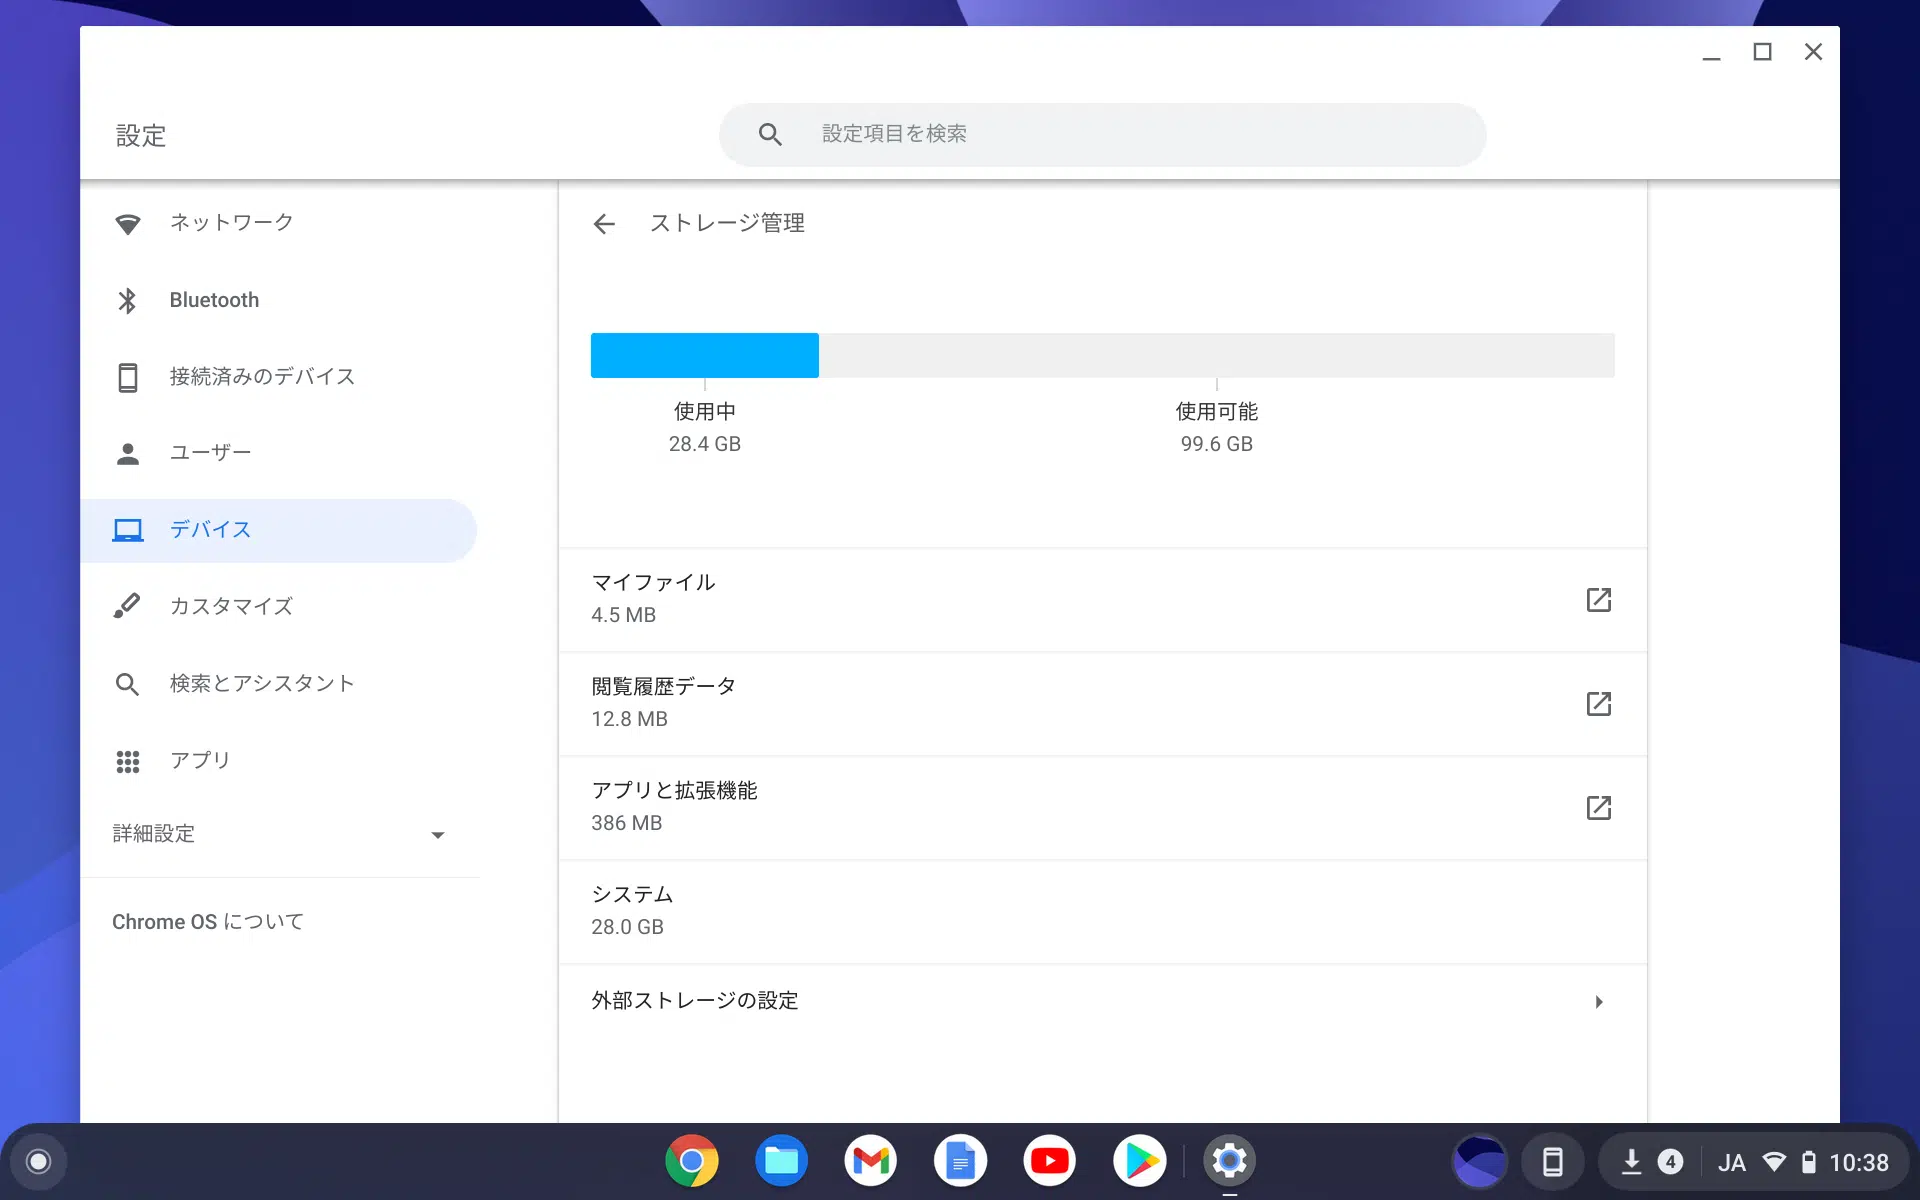 設定
設定項目を検索
ネットワーク
Bluetooth
接続済みのデバイス
ユーザー
デバイス
カスタマイズ
検索とアシスタント
アプリ
詳細設定
Chrome OS について
ストレージ管理
使用中
28.4 GB
使用可能
99.6 GB
マイファイル
4.5 MB
閲覧履歴データ
12.8 MB
アプリと拡張機能
386 MB
システム
28.0 GB
外部ストレージの設定
4 JA 10:38